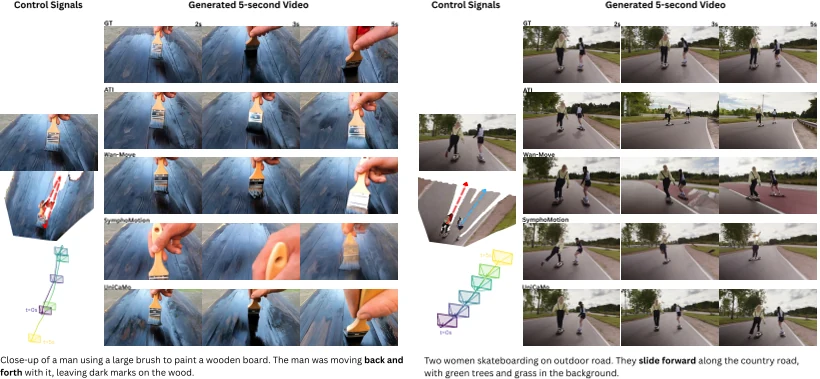 Control Signals
Generated 5-second Video
GT
2s
3s
5s
ATI
Wan-Move
SymphoMotion
UniCaMo
t=0s
t=5s
Close-up of a man using a large brush to paint a wooden board. The man was moving back and
forth with it, leaving dark marks on the wood.
Control Signals
Generated 5-second Video
GT
2s
3s
5s
ATI
Wan-Move
SymphoMotion
UniCaMo
t=5s
t=0s
Two women skateboarding on outdoor road. They slide forward along the country road,
with green trees and grass in the background.